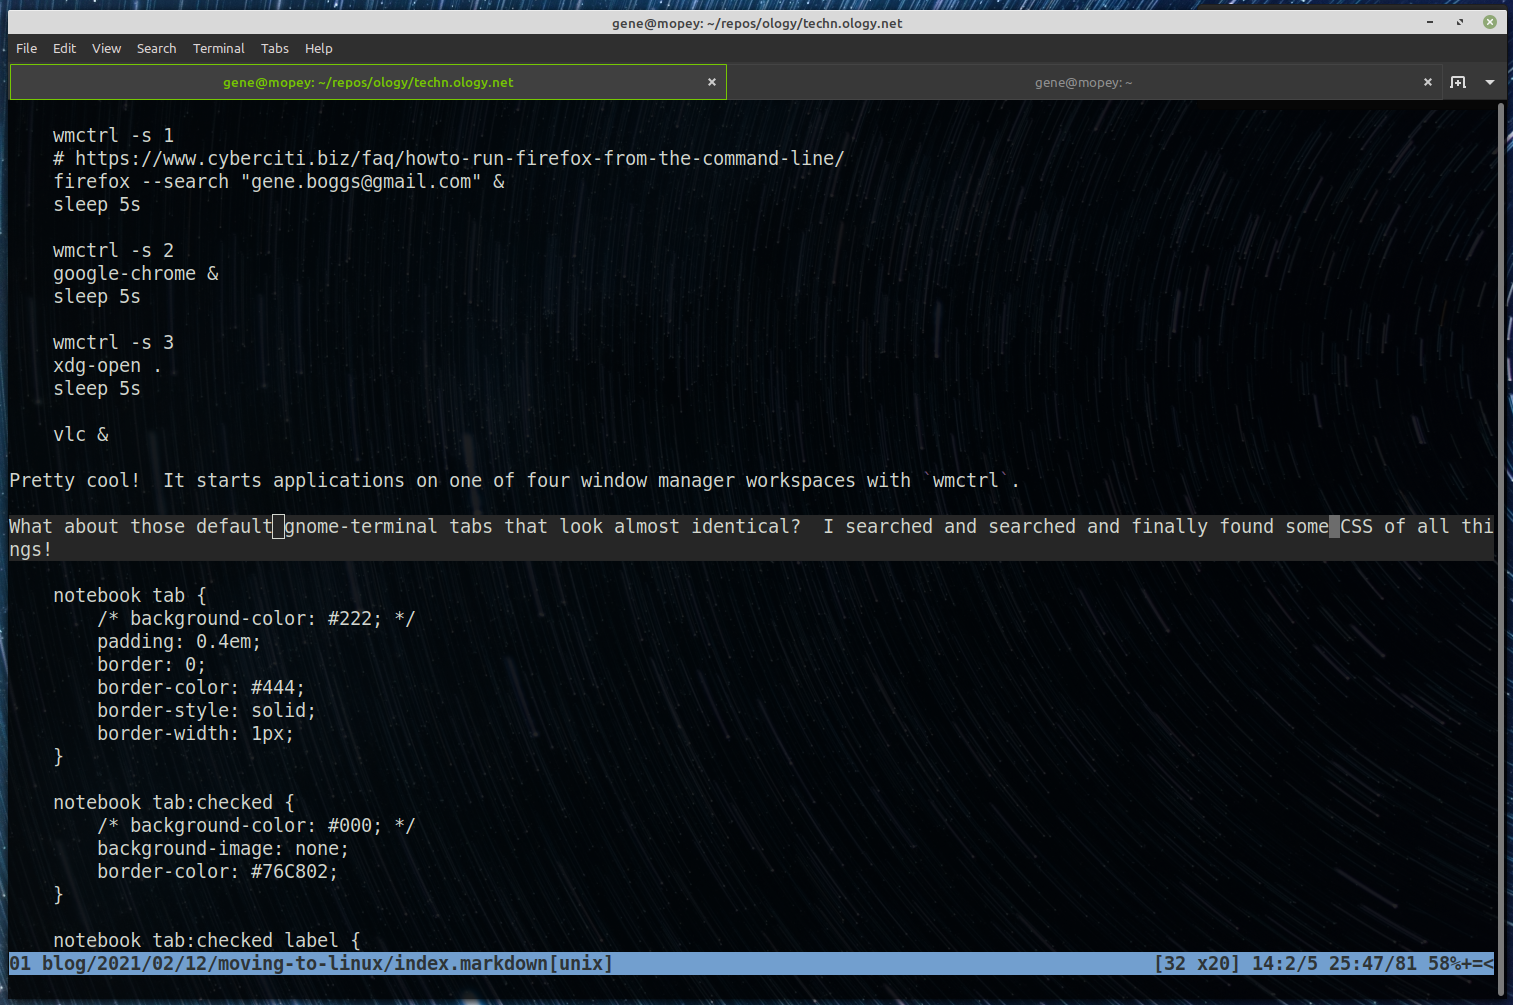 gene@mopey: ~/repos/ology/techn.ology.net
File Edit View Search Terminal Tabs Help
gene@mopey: ~/repos/ology/techn.ology.net × gene@mopey: ~ ×
wmctrl -s 1
# https://www.cyberciti.biz/faq/howto-run-firefox-from-the-command-line/
firefox --search "gene.boggs@gmail.com" &
sleep 5s
wmctrl -s 2
google-chrome &
sleep 5s
wmctrl -s 3
xdg-open .
sleep 5s
vlc &
Pretty cool!  It starts applications on one of four window manager workspaces with `wmctrl`.
What about those default gnome-terminal tabs that look almost identical?  I searched and searched and finally found some CSS of all thi
ngs!
notebook tab {
/* background-color: #222; */
padding: 0.4em;
border: 0;
border-color: #444;
border-style: solid;
border-width: 1px;
}
notebook tab:checked {
/* background-color: #000; */
background-image: none;
border-color: #76C802;
}
notebook tab:checked label {
01 blog/2021/02/12/moving-to-linux/index.markdown[unix] [32 x20] 14:2/5 25:47/81 58%+=<